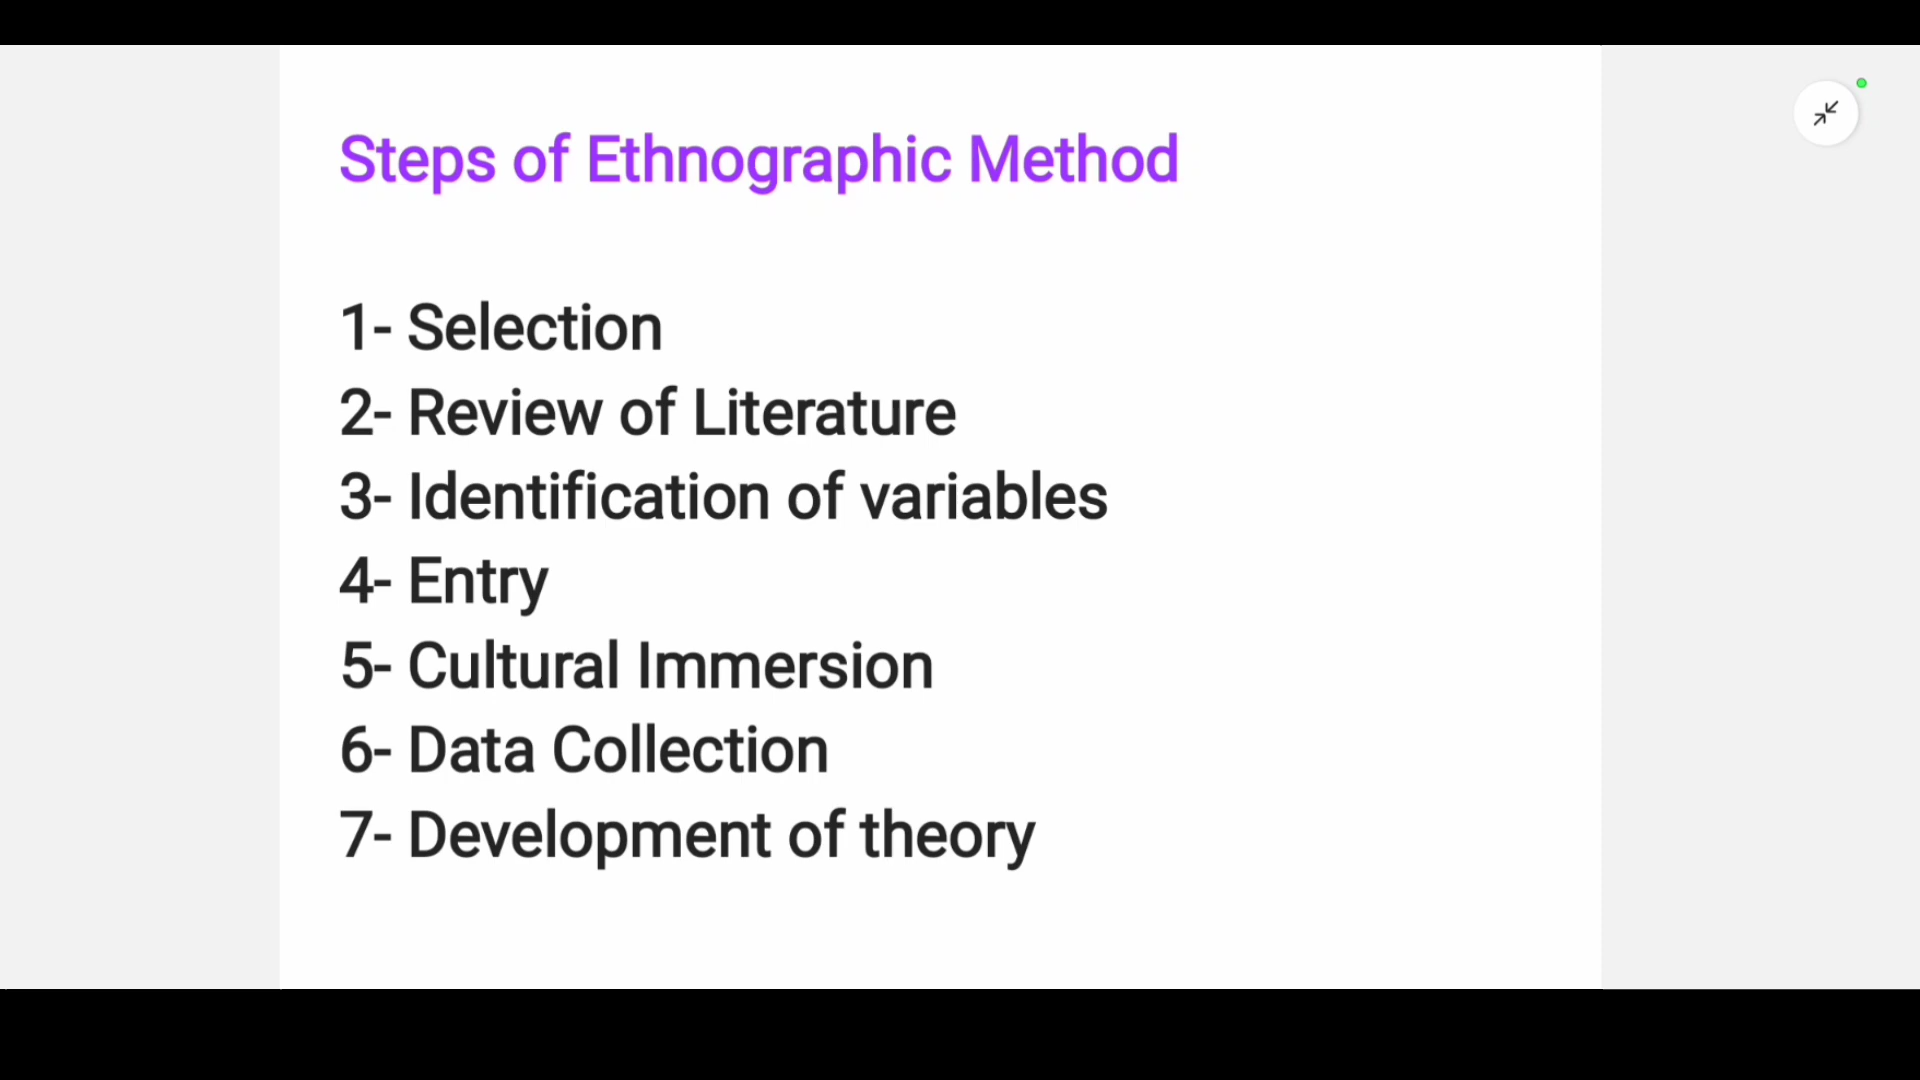 Steps of Ethnographic Method
1- Selection
2- Review of Literature
3- Identification of variables
4- Entry
5- Cultural Immersion
6- Data Collection
7- Development of theory